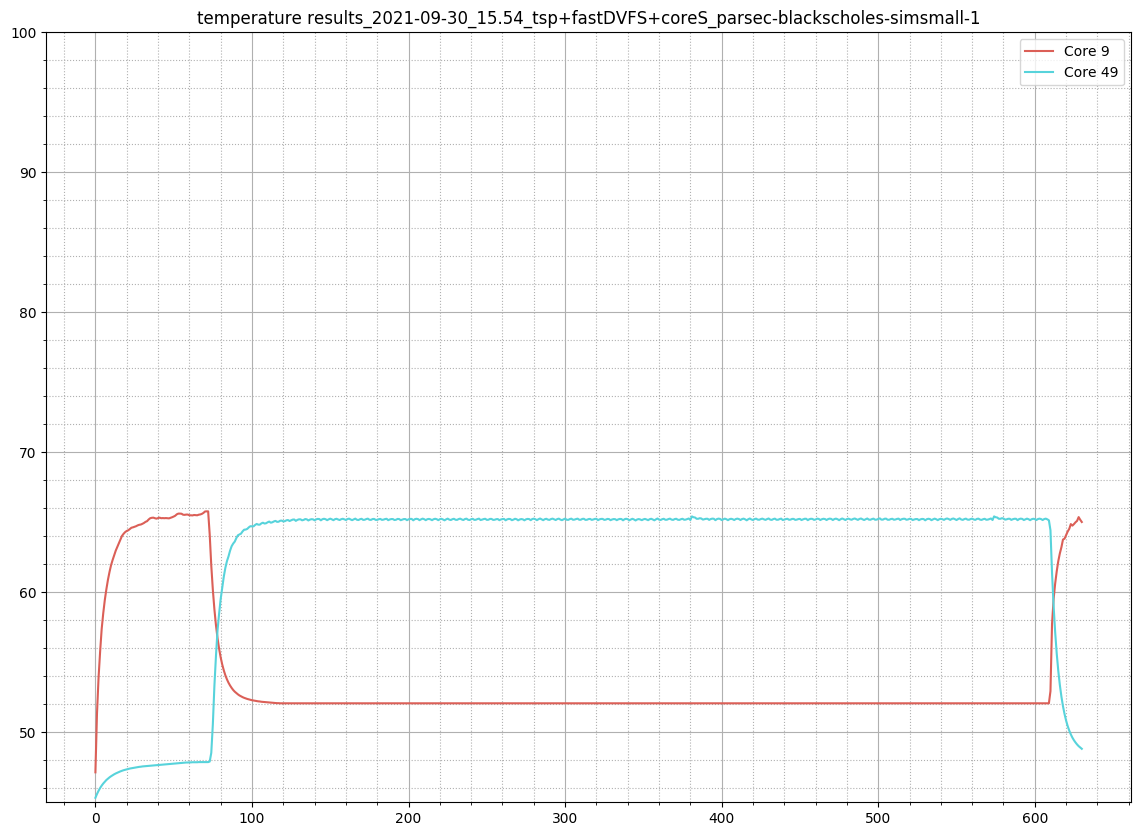 temperature results_2021-09-30_15.54_tsp+fastDVFS+coreS_parsec-blackscholes-simsmall-1
100
Core 9
Core 49
90
80
70
60
50
0 100 200 300 400 500 600